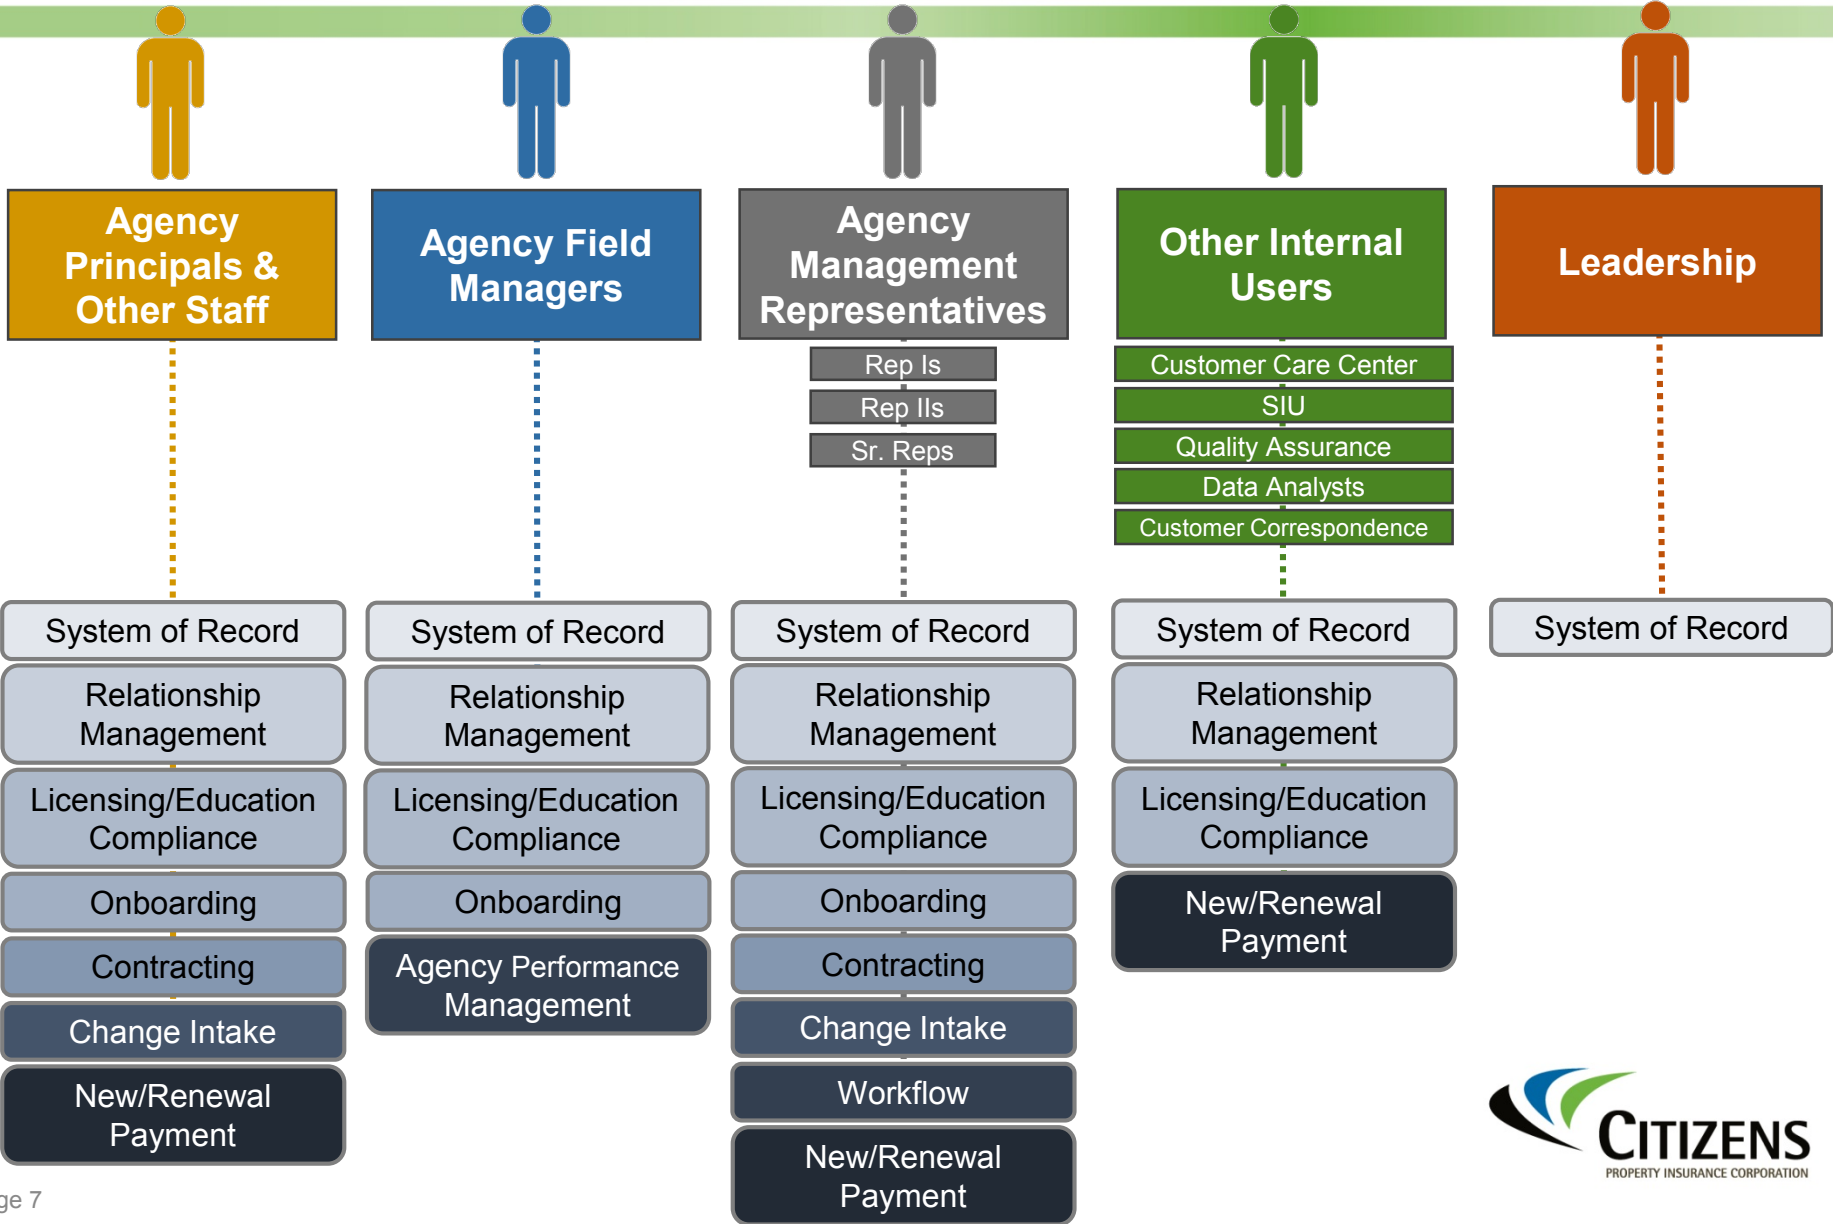 Agency
Principals &
Other Staff
System of Record
Relationship
Management
Licensing/Education
Compliance
Onboarding
Contracting
Change Intake
New/Renewal
Payment
Agency Field
Managers
System of Record
Relationship
Management
Licensing/Education
Compliance
Onboarding
Agency Performance
Management
Agency
Management
Representatives
Rep Is
Rep IIs
Sr. Reps
System of Record
Relationship
Management
Licensing/Education
Compliance
Onboarding
Contracting
Change Intake
Workflow
New/Renewal
Payment
Other Internal
Users
Customer Care Center
SIU
Quality Assurance
Data Analysts
Customer Correspondence
System of Record
Relationship
Management
Licensing/Education
Compliance
New/Renewal
Payment
Leadership
System of Record
CITIZENS
PROPERTY INSURANCE CORPORATION
ge 7